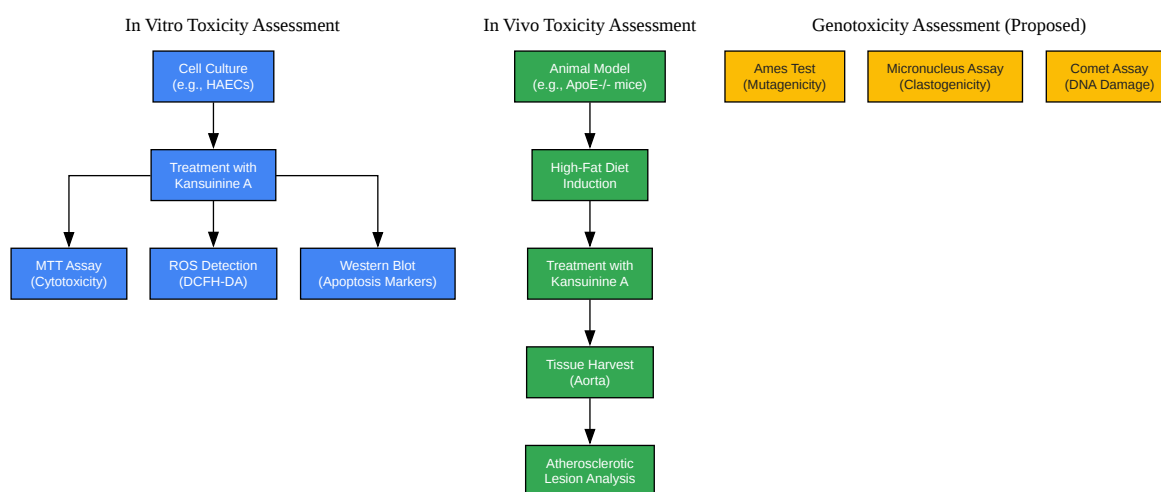 In Vitro Toxicity Assessment
Cell Culture
(e.g., HAECs)
Treatment with
Kansuinine A
MTT Assay
(Cytotoxicity)
ROS Detection
(DCFH-DA)
Western Blot
(Apoptosis Markers)
In Vivo Toxicity Assessment
Animal Model
(e.g., ApoE-/- mice)
High-Fat Diet
Induction
Treatment with
Kansuinine A
Tissue Harvest
(Aorta)
Atherosclerotic
Lesion Analysis
Genotoxicity Assessment (Proposed)
Ames Test
(Mutagenicity)
Micronucleus Assay
(Clastogenicity)
Comet Assay
(DNA Damage)